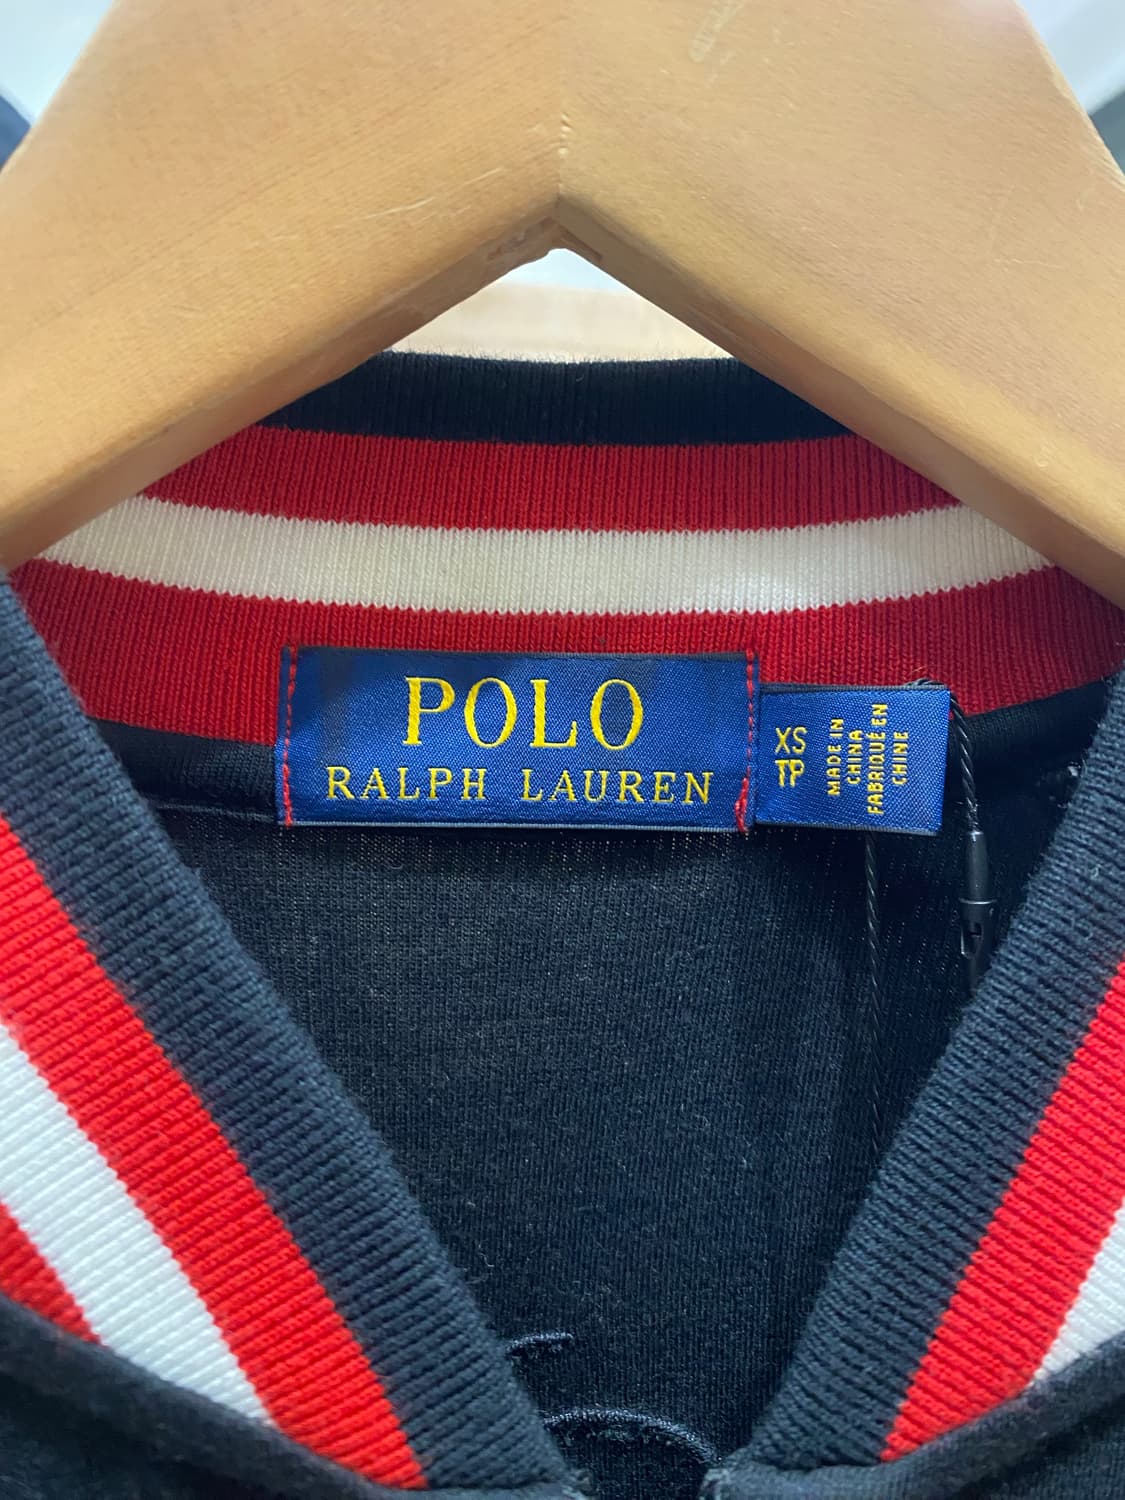 POLO
RALPH LAUREN
XS
TP
MADE IN
CHINA
FABRIQUÉ EN
CHINE